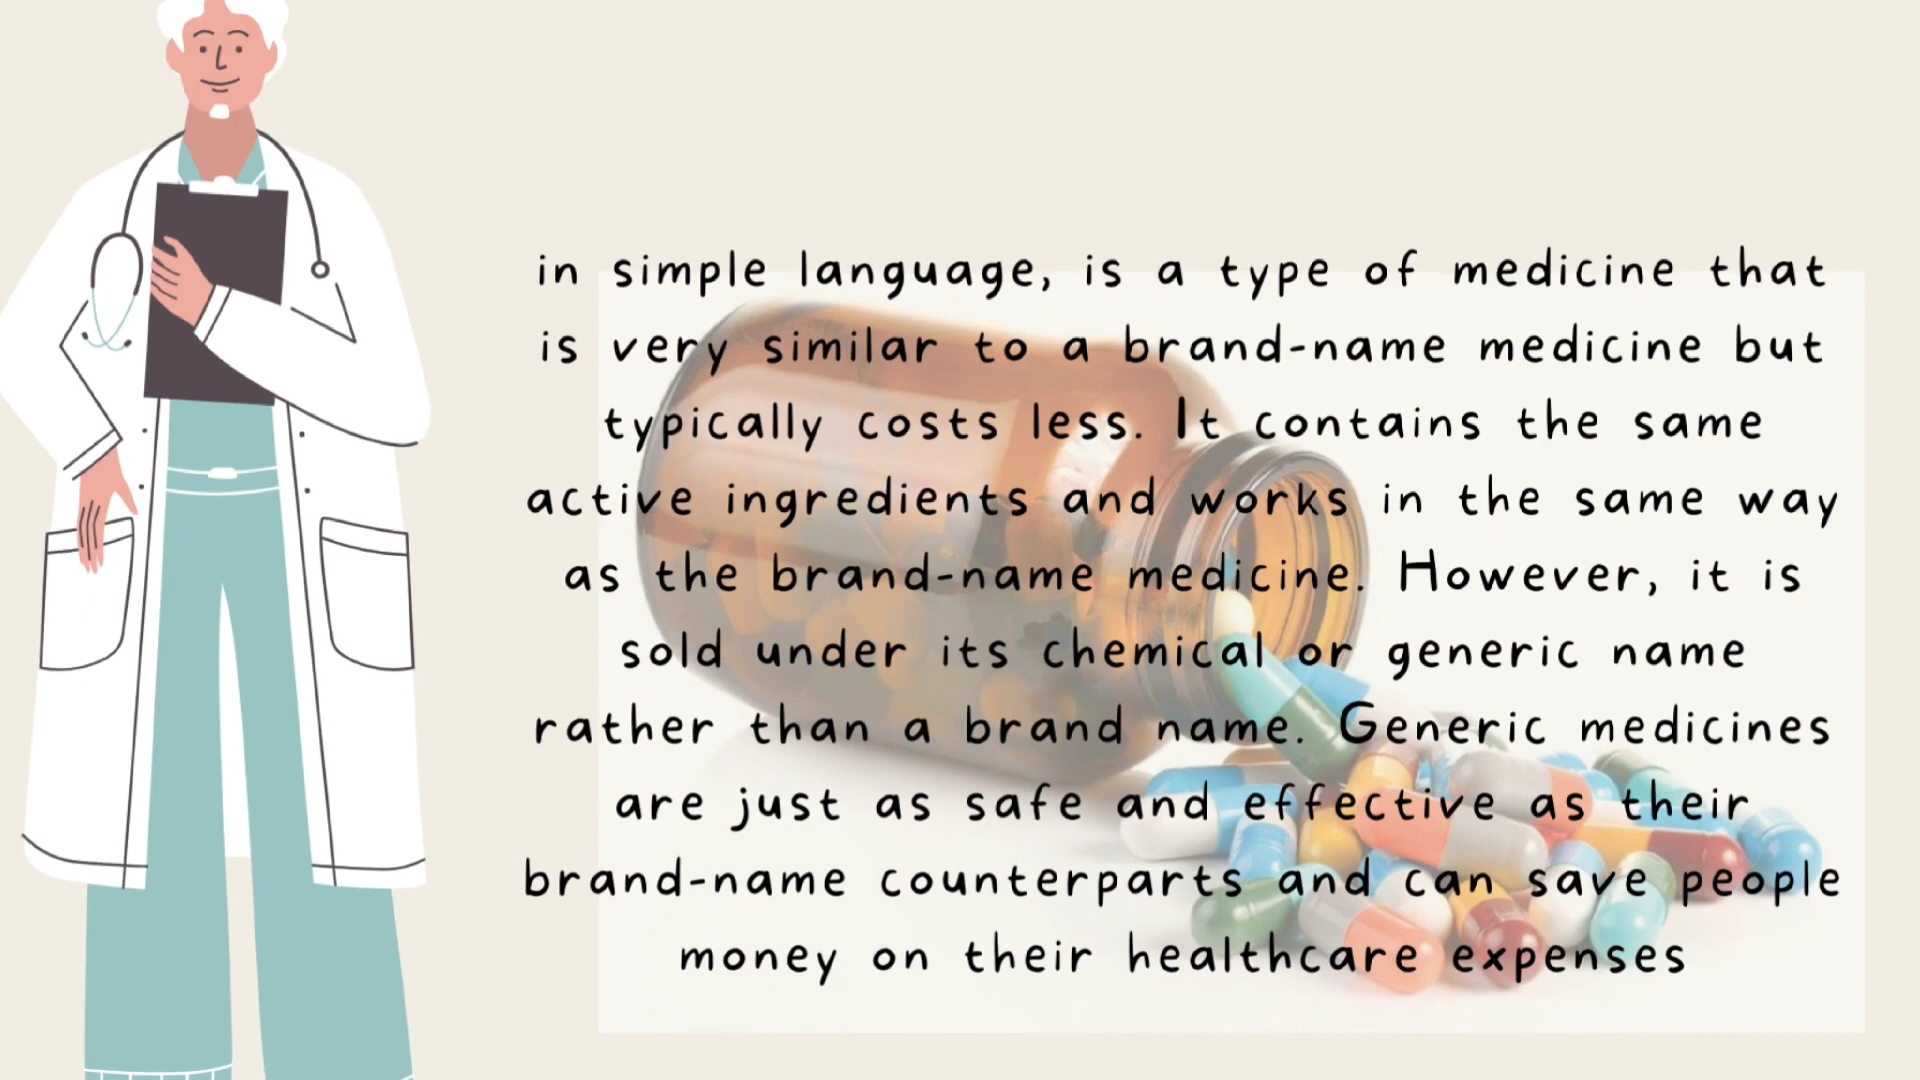 in simple language, is a type of medicine that
is very similar to a brand-name medicine but
typically costs less. It contains the same
active ingredients and works in the same way
as the brand-name medicine. However, it is
sold under its chemical or generic name
rather than a brand name. Generic medicines
are just as safe and effective as their
brand-name counterparts and can save people
money on their healthcare expenses